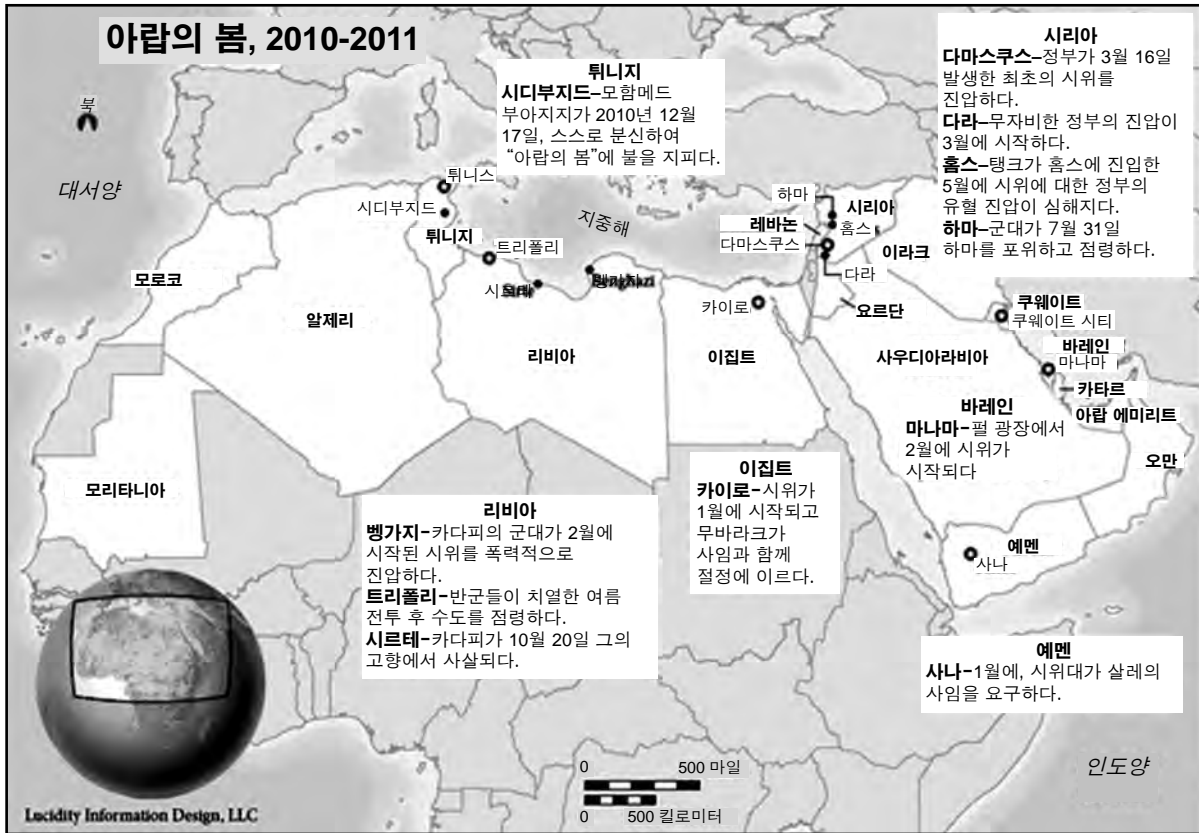 아랍의 봄, 2010-2011
북
대서양
튀니지
시디부지드–모함메드
부아지지가 2010년 12월
17일, 스스로 분신하여
“아랍의 봄”에 불을 지피다.
시리아
다마스쿠스–정부가 3월 16일
발생한 최초의 시위를
진압하다.
다라–무자비한 정부의 진압이
3월에 시작하다.
홈스–탱크가 홈스에 진입한
5월에 시위에 대한 정부의
유혈 진압이 심해지다.
하마–군대가 7월 31일
하마를 포위하고 점령하다.
튀니스
시디부지드
튀니지
지중해
하마
시리아
레바논
홈스
다마스쿠스
이라크
다라
트리폴리
모로코
시르테
벵가지
카이로
요르단
쿠웨이트
쿠웨이트 시티
알제리
리비아
이집트
사우디아라비아
바레인
마나마
카타르
아랍 에미리트
바레인
마나마–펄 광장에서
2월에 시위가
시작되다
오만
모리타니아
리비아
벵가지–카다피의 군대가 2월에
시작된 시위를 폭력적으로
진압하다.
트리폴리–반군들이 치열한 여름
전투 후 수도를 점령하다.
시르테–카다피가 10월 20일 그의
고향에서 사살되다.
이집트
카이로–시위가
1월에 시작되고
무바라크가
사임과 함께
절정에 이르다.
예멘
사나
예멘
사나–1월에, 시위대가 살레의
사임을 요구하다.
0 500 마일
0 500 킬로미터
인도양
Lucidity Information Design, LLC